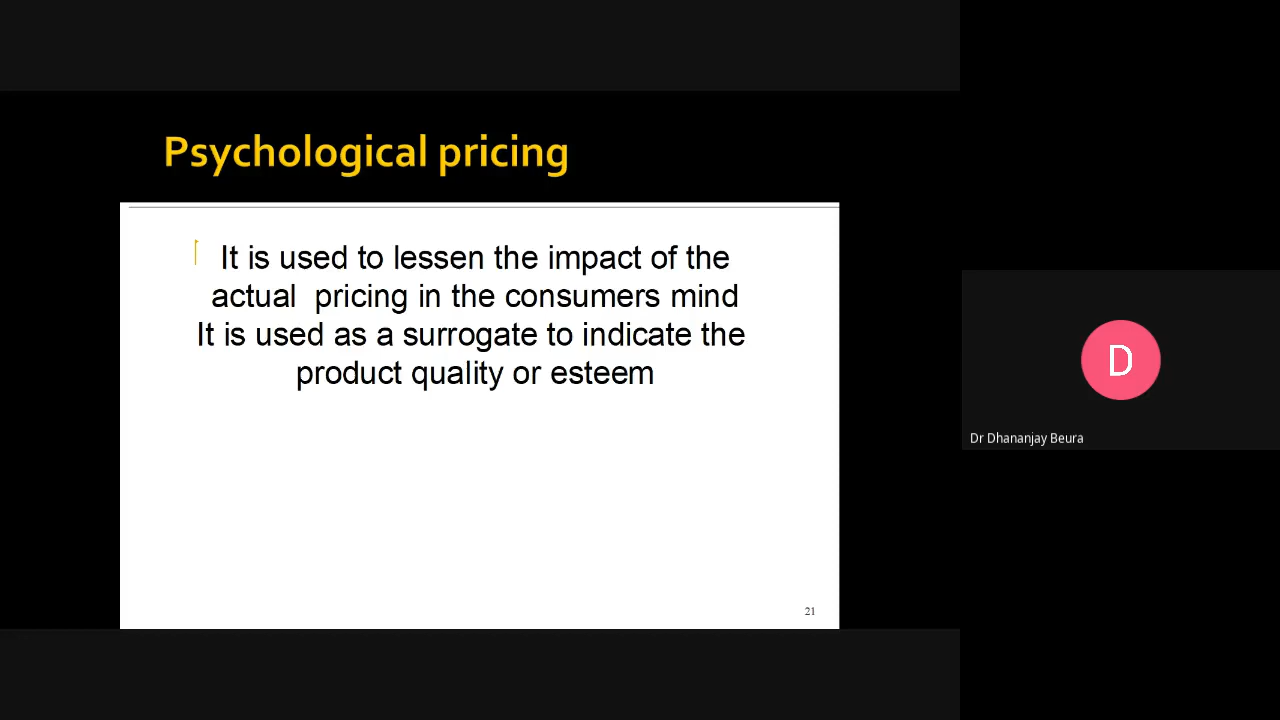 Psychological pricing
It is used to lessen the impact of the
actual pricing in the consumers mind
It is used as a surrogate to indicate the
product quality or esteem
21
D
Dr Dhananjay Beura